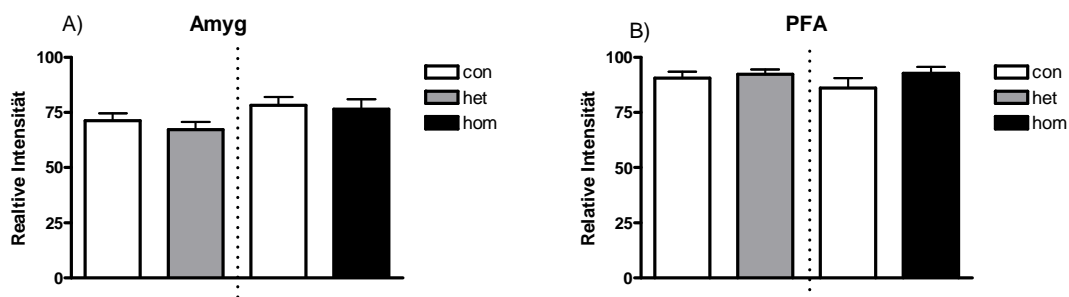 A)
Amyg
100
75
50
25
0
Realtive Intensität
con
het
hom
B)
PFA
100
75
50
25
0
Relative Intensität
con
het
hom